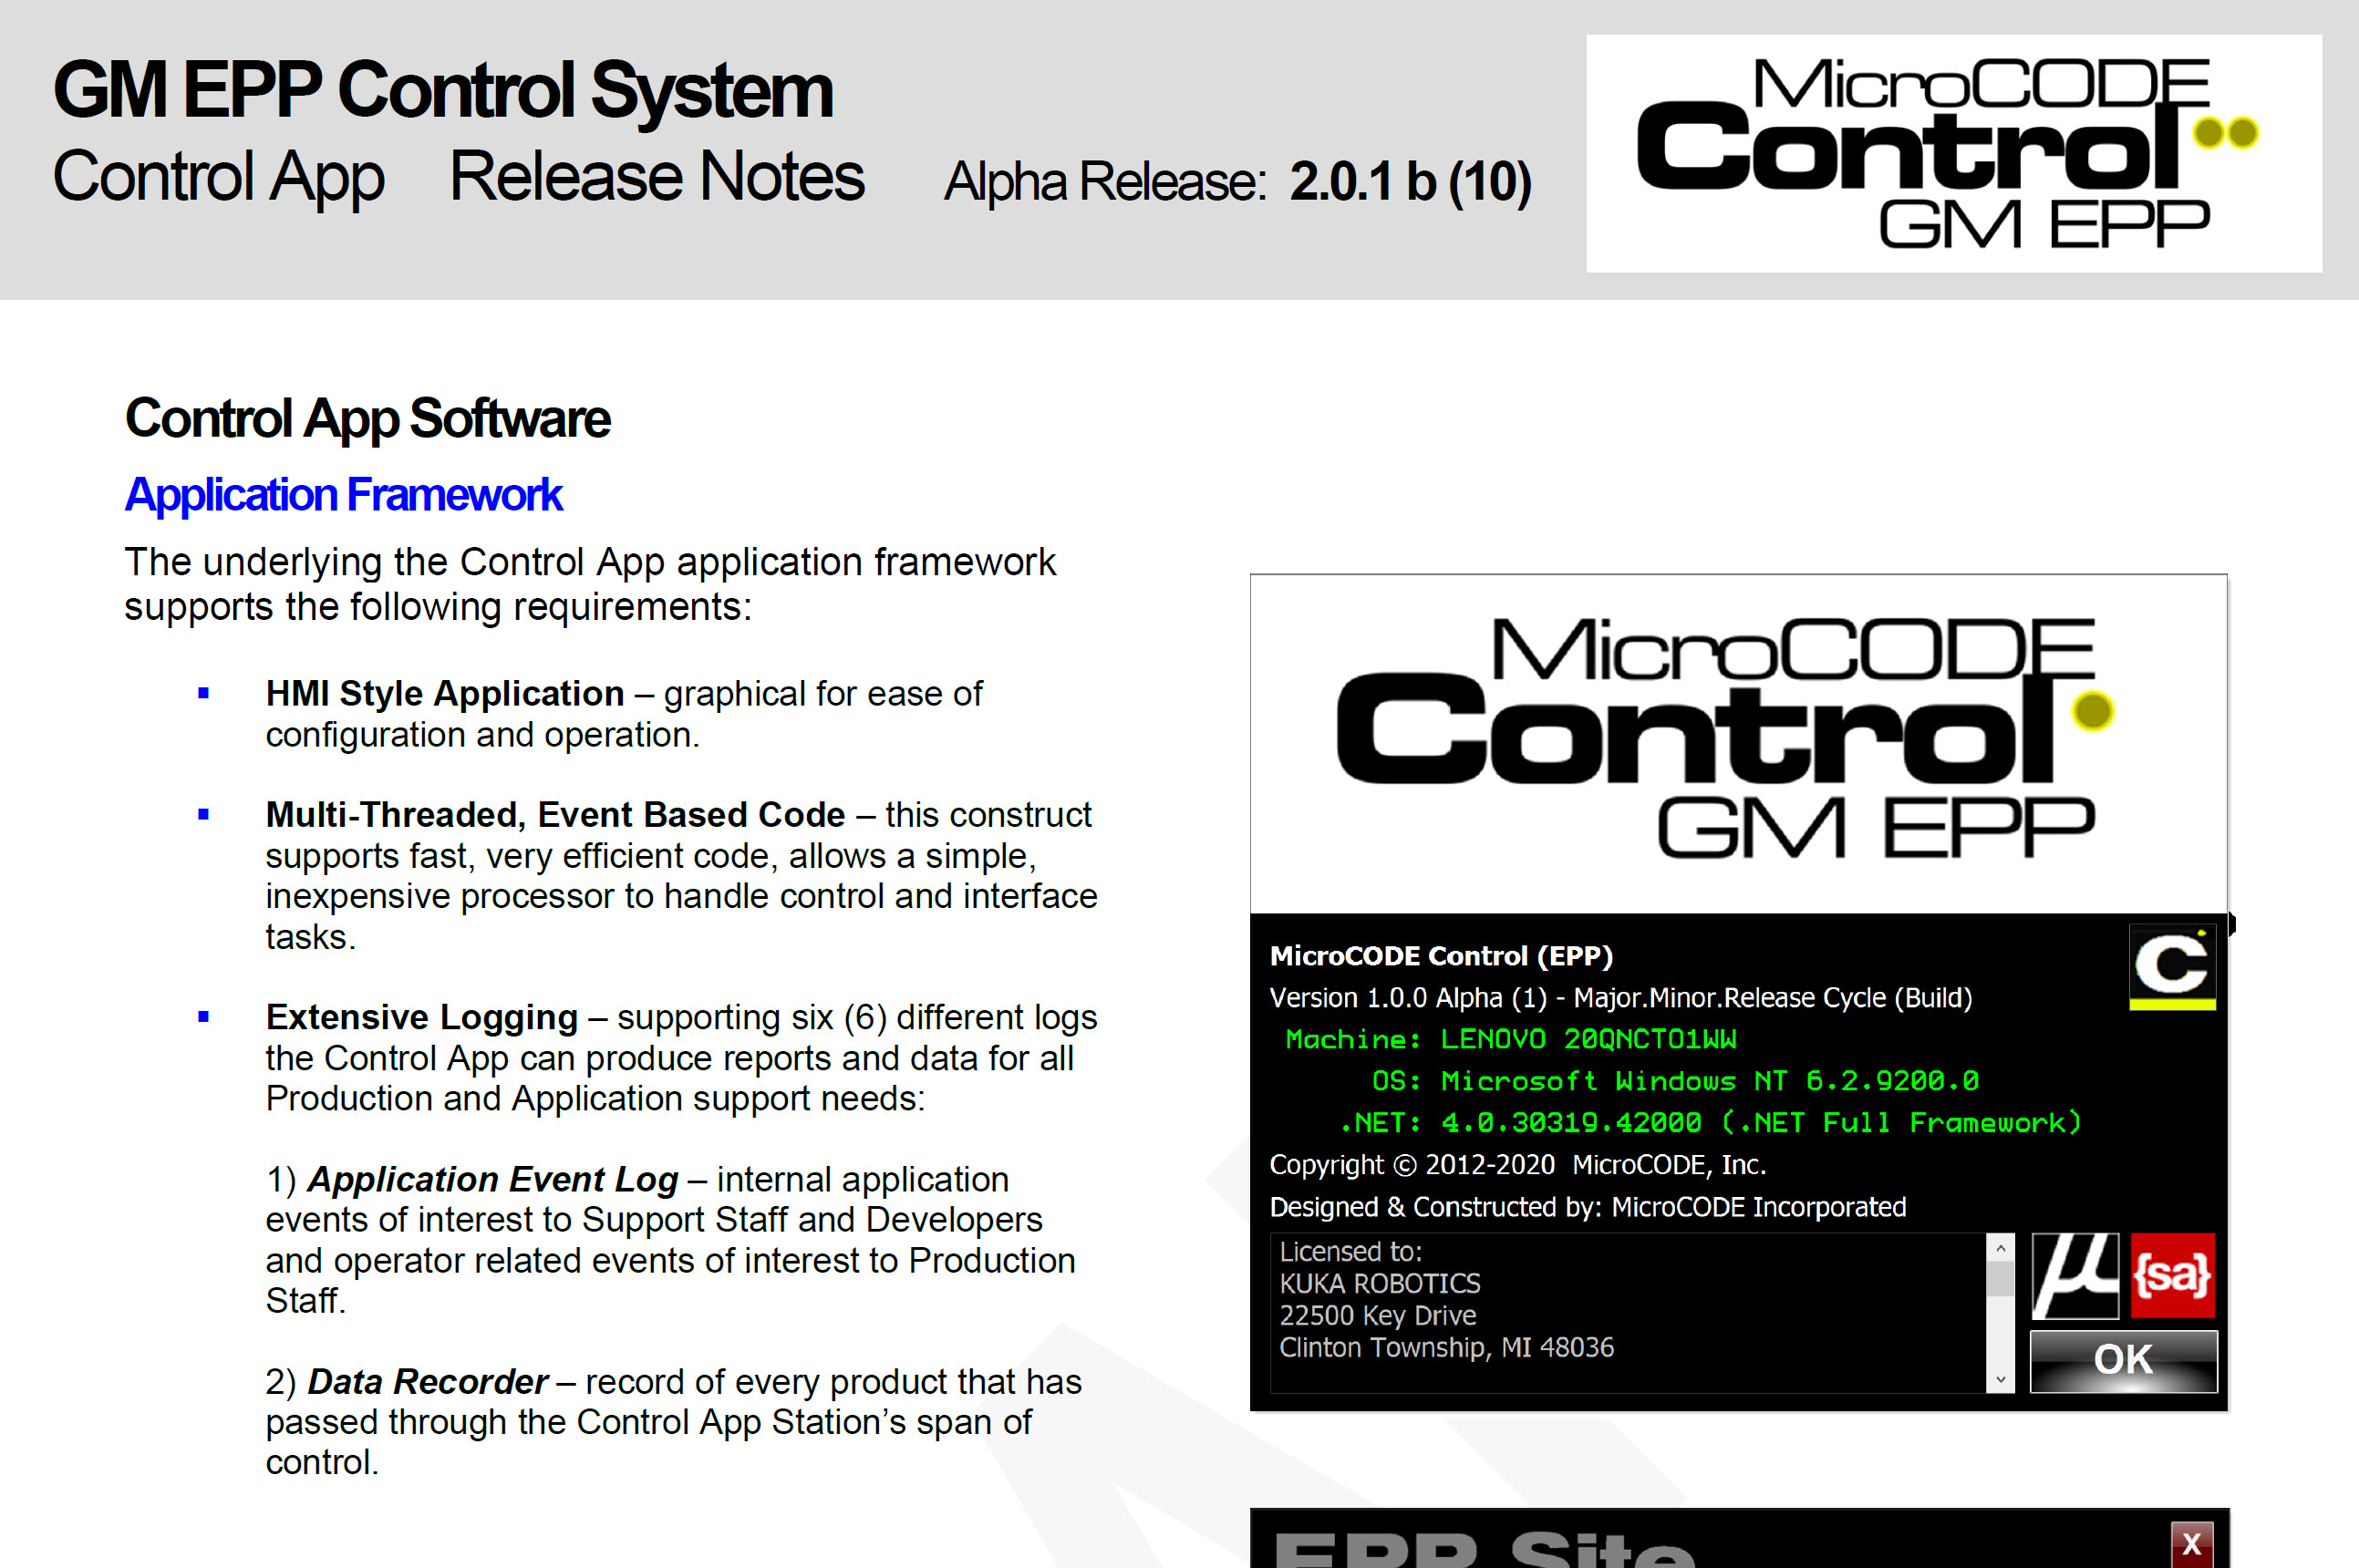 GM EPP Control System
Control App Release Notes Alpha Release: 2.0.1 b (10)
MicroCODE
Control
GM EPP
Control App Software
Application Framework
The underlying the Control App application framework
supports the following requirements:
▪ HMI Style Application – graphical for ease of
configuration and operation.
▪ Multi-Threaded, Event Based Code – this construct
supports fast, very efficient code, allows a simple,
inexpensive processor to handle control and interface
tasks.
▪ Extensive Logging – supporting six (6) different logs
the Control App can produce reports and data for all
Production and Application support needs:
1) Application Event Log – internal application
events of interest to Support Staff and Developers
and operator related events of interest to Production
Staff.
2) Data Recorder – record of every product that has
passed through the Control App Station’s span of
control.
MicroCODE
Control
GM EPP
MicroCODE Control (EPP)
C
Version 1.0.0 Alpha (1) - Major.Minor.Release Cycle (Build)
Machine: LENOVO 20QNCTO1WW
OS: Microsoft Windows NT 6.2.9200.0
.NET: 4.0.30319.42000 (.NET Full Framework)
Copyright © 2012-2020 MicroCODE, Inc.
Designed & Constructed by: MicroCODE Incorporated
Licensed to:
KUKA ROBOTICS
22500 Key Drive
Clinton Township, MI 48036
μ {sa}
OK
EPP Site
X